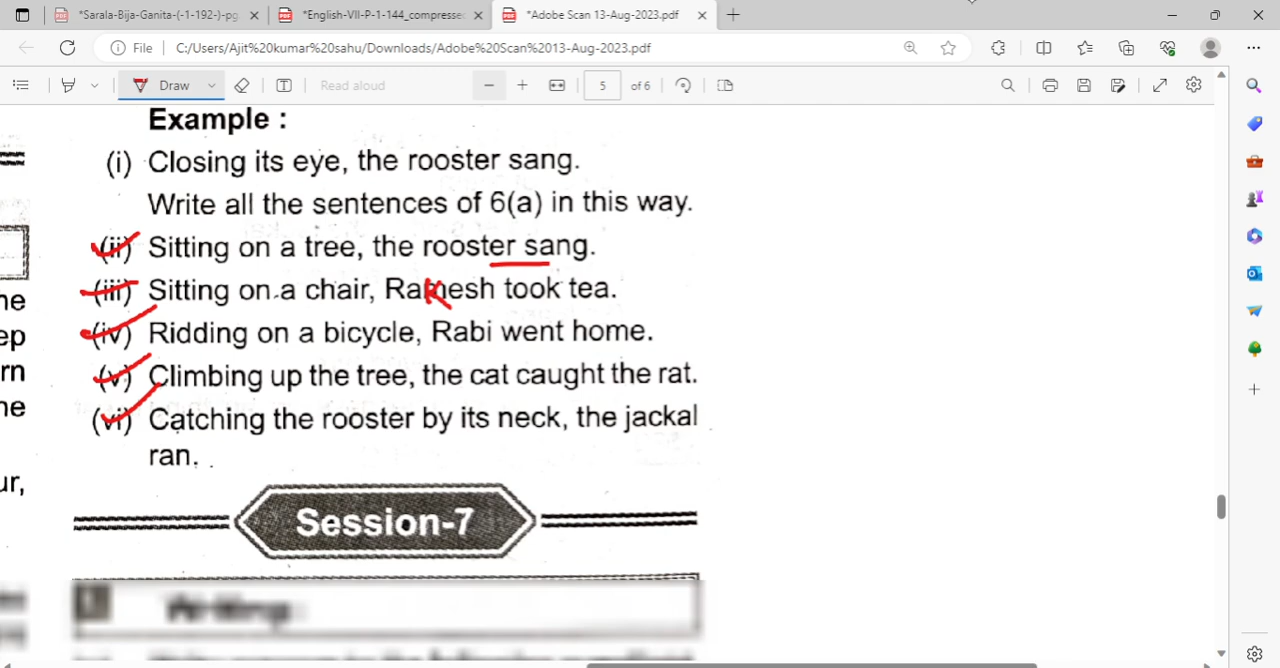 *Sarala-Bija-Ganita-(-1-192-)-pg
*English-VII-P-1-144_compresse
*Adobe Scan 13-Aug-2023.pdf
File C:/Users/Ajit%20kumar%20sahu/Downloads/Adobe%20Scan%2013-Aug-2023.pdf
Draw
Read aloud
5 of 6
Example :
(i) Closing its eye, the rooster sang.
Write all the sentences of 6(a) in this way.
(ii) Sitting on a tree, the rooster sang.
(iii) Sitting on a chair, Ramesh took tea.
(iv) Ridding on a bicycle, Rabi went home.
(v) Climbing up the tree, the cat caught the rat.
(vi) Catching the rooster by its neck, the jackal
ran.
ep
rn
ur,
Session-7